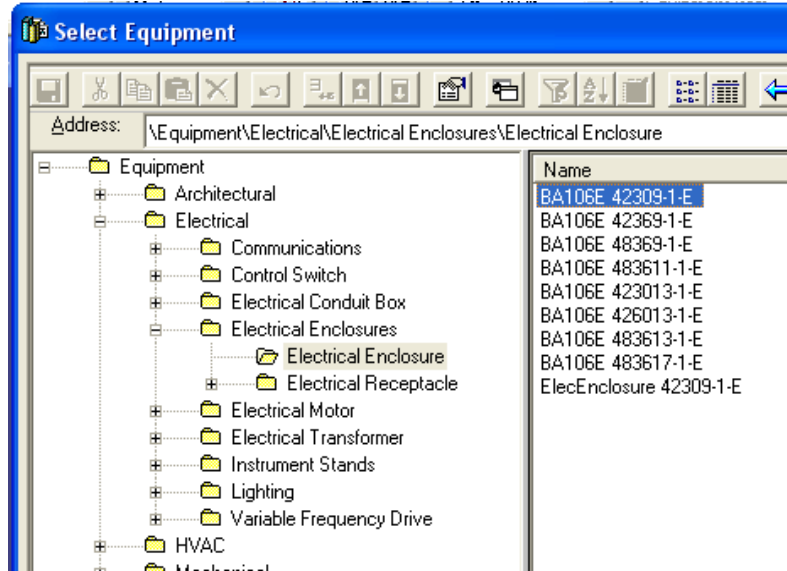 Select Equipment
Address: \Equipment\Electrical\Electrical Enclosures\Electrical Enclosure
Equipment
Architectural
Electrical
Communications
Control Switch
Electrical Conduit Box
Electrical Enclosures
Electrical Enclosure
Electrical Receptacle
Electrical Motor
Electrical Transformer
Instrument Stands
Lighting
Variable Frequency Drive
HVAC
Mechanical
Name
BA106E 42309-1-E
BA106E 42369-1-E
BA106E 48369-1-E
BA106E 483611-1-E
BA106E 423013-1-E
BA106E 426013-1-E
BA106E 483613-1-E
BA106E 483617-1-E
ElecEnclosure 42309-1-E